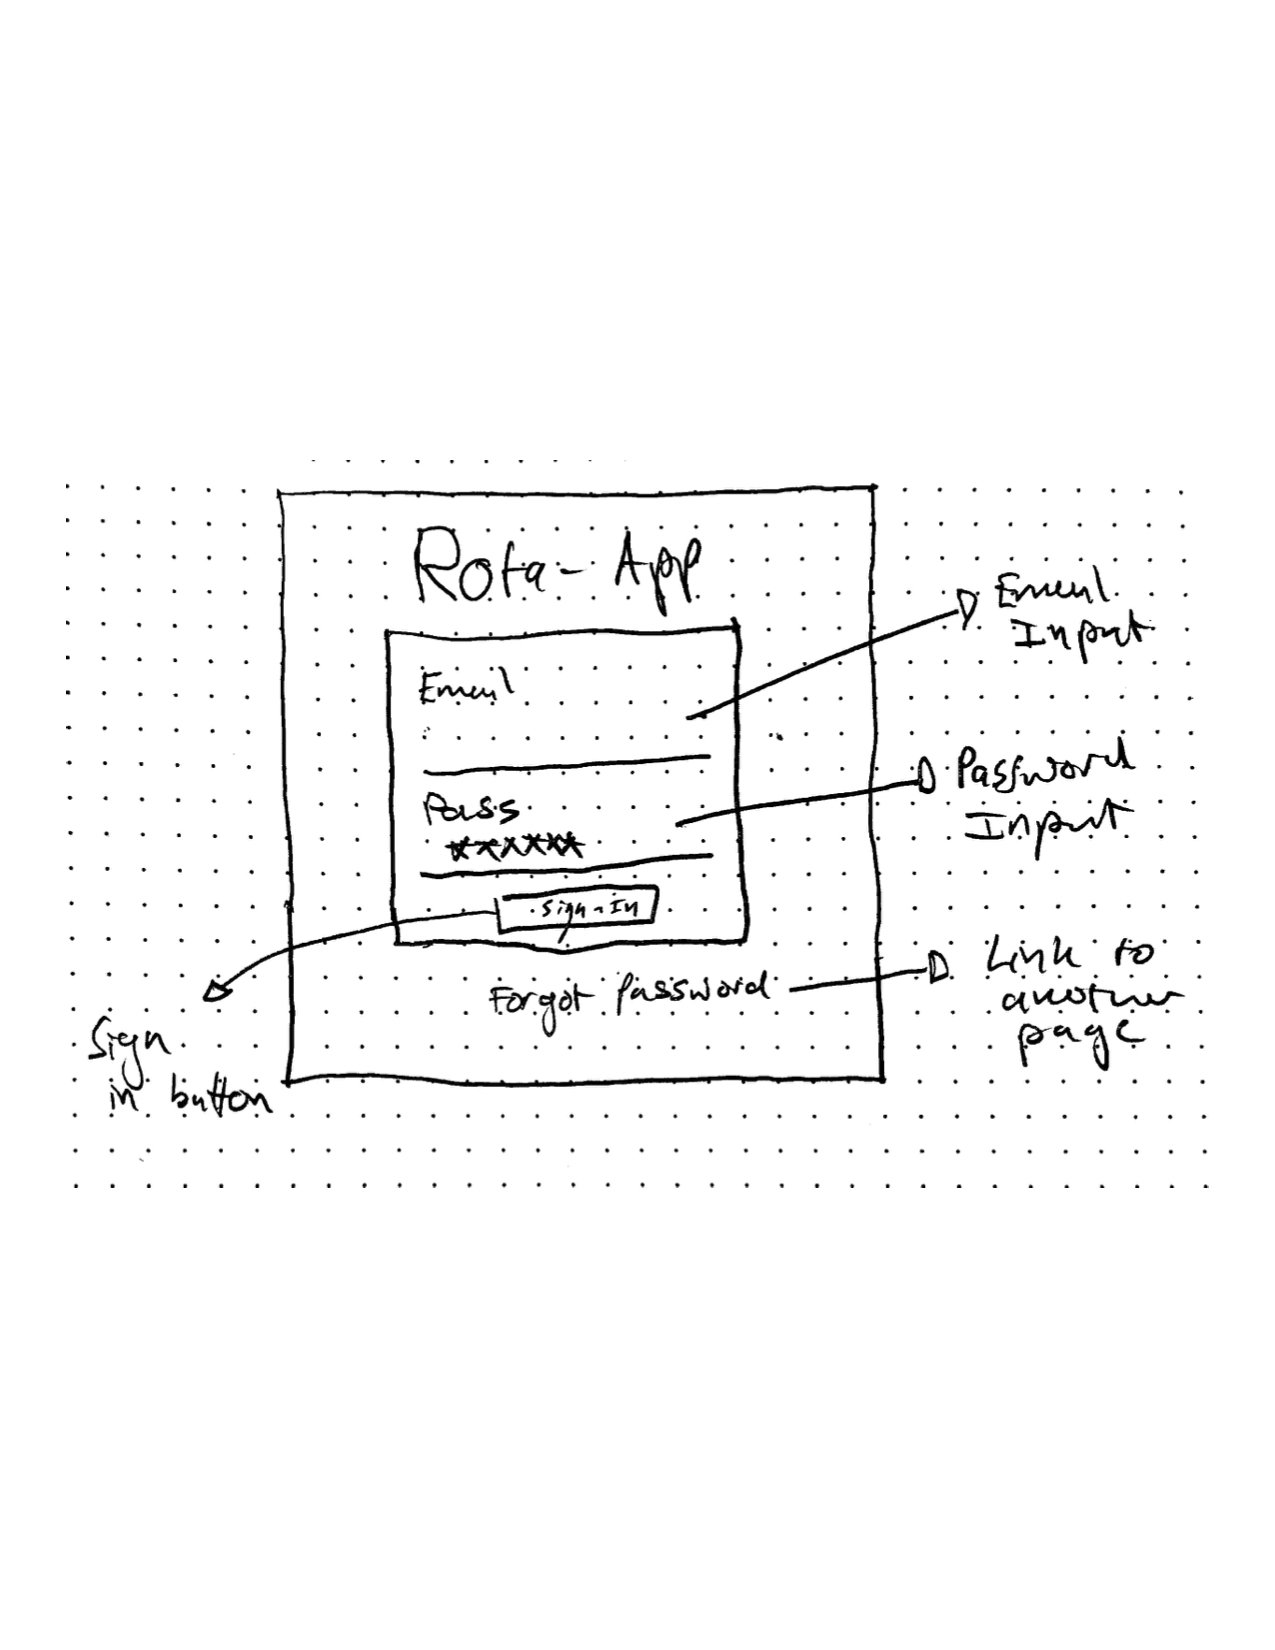 Rota-App
Email
Pass
******
Sign-In
Forgot Password
Email
Input
Password
Input
Link to
another
page
Sign
in button